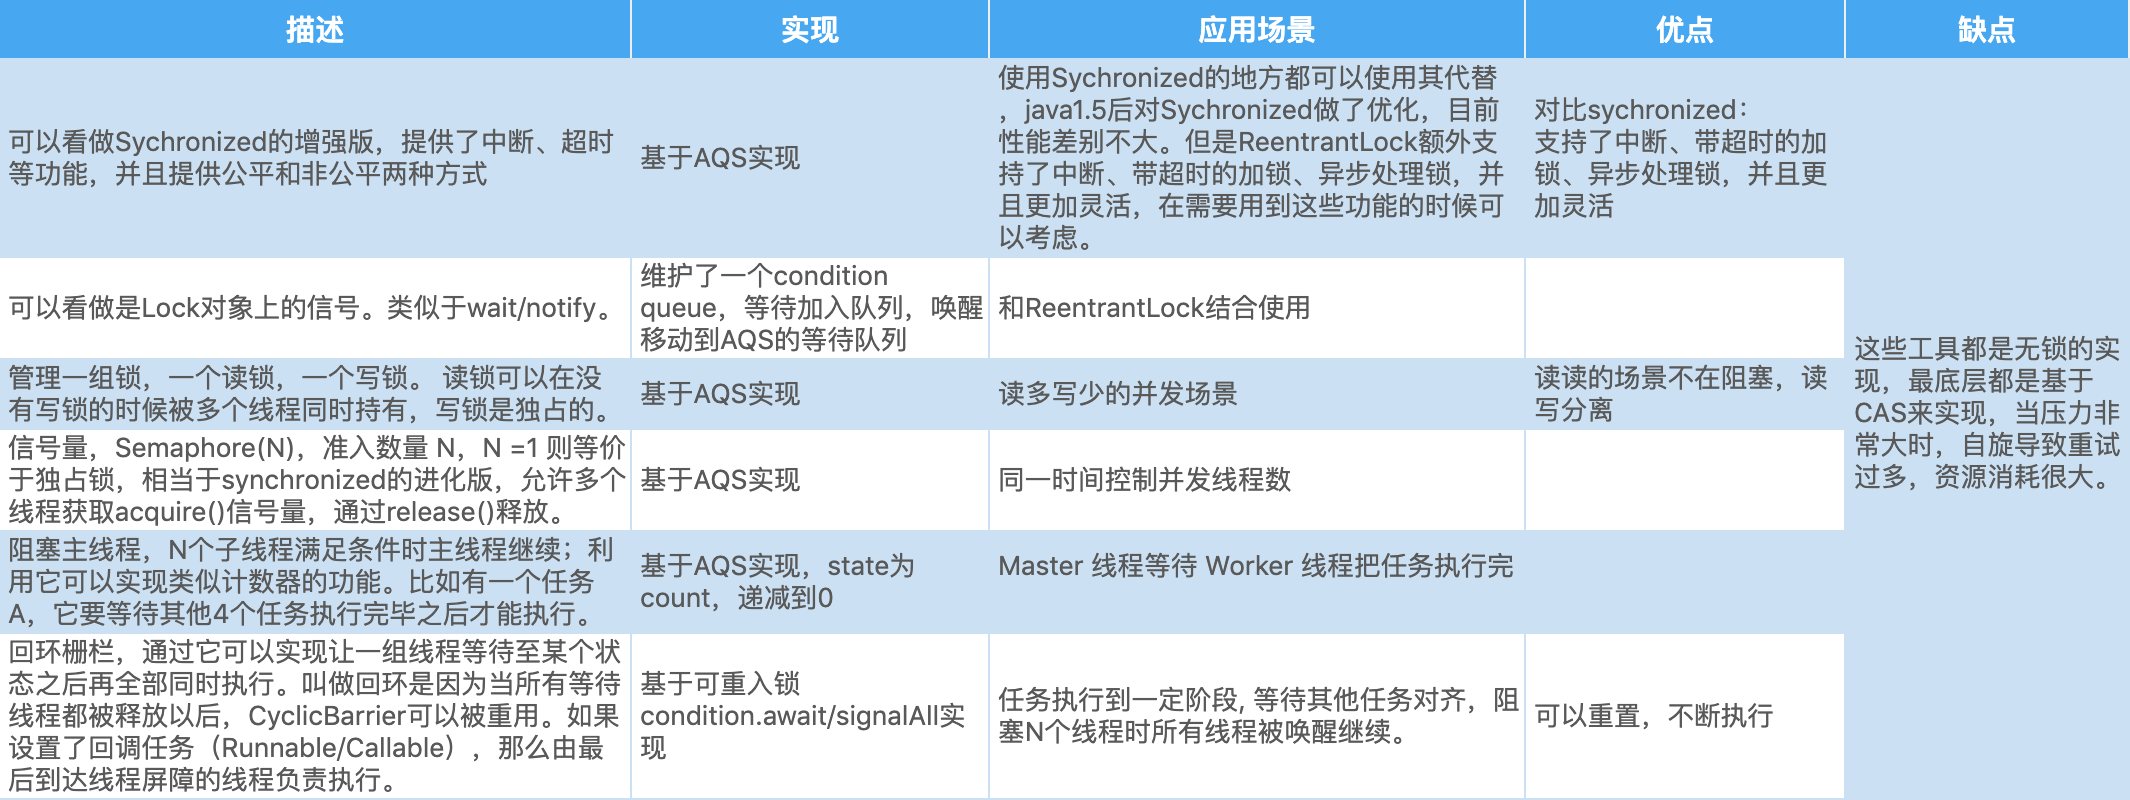 描述
实现
应用场景
优点
缺点
可以看做Sychronized的增强版，提供了中断、超时
等功能，并且提供公平和非公平两种方式
基于AQS实现
使用Sychronized的地方都可以使用其代替
，java1.5后对Sychronized做了优化，目前
性能差别不大。但是ReentrantLock额外支
持了中断、带超时的加锁、异步处理锁，并
且更加灵活，在需要用到这些功能的时候可
以考虑。
对比sychronized：
支持了中断、带超时的加
锁、异步处理锁，并且更
加灵活
可以看做是Lock对象上的信号。类似于wait/notify。
维护了一个condition
queue，等待加入队列，唤醒
移动到AQS的等待队列
和ReentrantLock结合使用
管理一组锁，一个读锁，一个写锁。 读锁可以在没
有写锁的时候被多个线程同时持有，写锁是独占的。
基于AQS实现
读多写少的并发场景
读读的场景不在阻塞，读
写分离
信号量，Semaphore(N)，准入数量 N，N =1 则等价
于独占锁，相当于synchronized的进化版，允许多个
线程获取acquire()信号量，通过release()释放。
基于AQS实现
同一时间控制并发线程数
阻塞主线程，N个子线程满足条件时主线程继续；利
用它可以实现类似计数器的功能。比如有一个任务
A，它要等待其他4个任务执行完毕之后才能执行。
基于AQS实现，state为
count，递减到0
Master 线程等待 Worker 线程把任务执行完
回环栅栏，通过它可以实现让一组线程等待至某个状
态之后再全部同时执行。叫做回环是因为当所有等待
线程都被释放以后，CyclicBarrier可以被重用。如果
设置了回调任务（Runnable/Callable），那么由最
后到达线程屏障的线程负责执行。
基于可重入锁
condition.await/signalAll实
现
任务执行到一定阶段, 等待其他任务对齐，阻
塞N个线程时所有线程被唤醒继续。
可以重置，不断执行
这些工具都是无锁的实
现，最底层都是基于
CAS来实现，当压力非
常大时，自旋导致重试
过多，资源消耗很大。